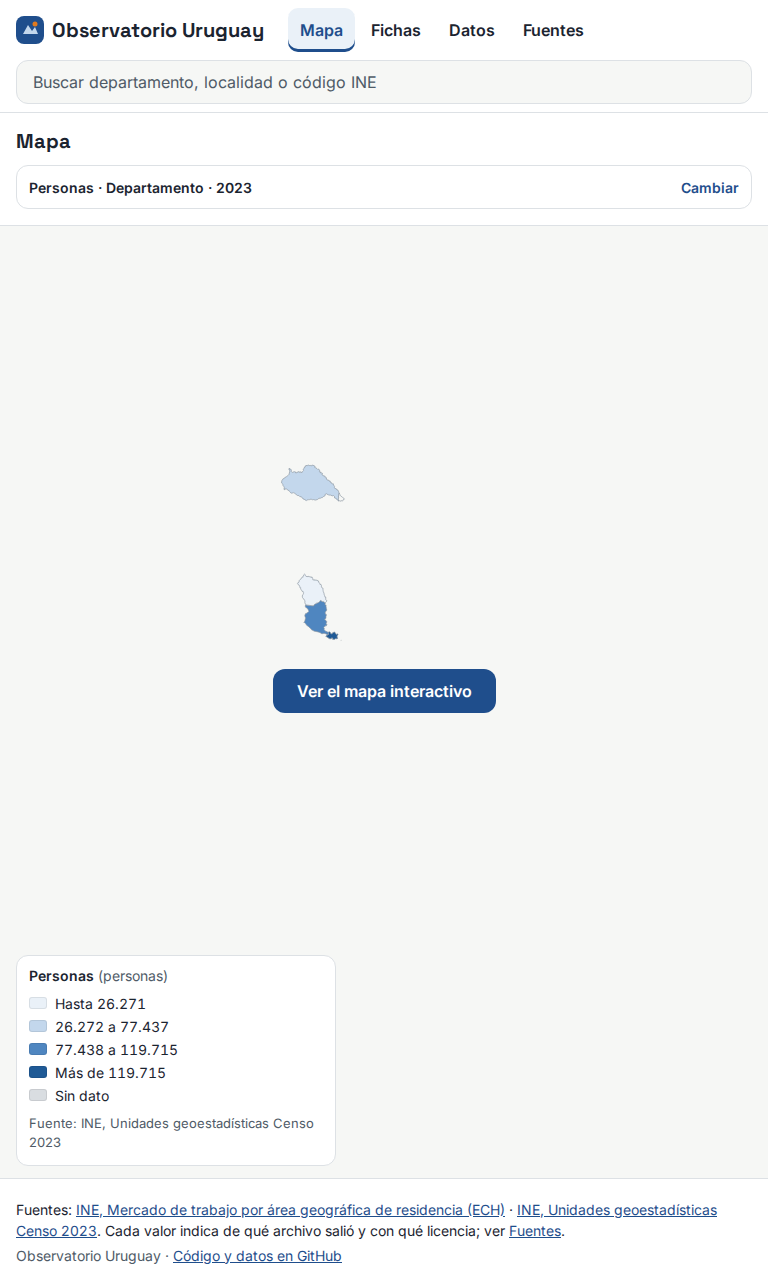 Observatorio Uruguay
Mapa
Fichas
Datos
Fuentes
Buscar departamento, localidad o código INE
Mapa
Personas · Departamento · 2023
Cambiar
Ver el mapa interactivo
Personas (personas)
Hasta 26.271
26.272 a 77.437
77.438 a 119.715
Más de 119.715
Sin dato
Fuente: INE, Unidades geoestadísticas Censo
2023
Fuentes: INE, Mercado de trabajo por área geográfica de residencia (ECH) · INE, Unidades geoestadísticas
Censo 2023. Cada valor indica de qué archivo salió y con qué licencia; ver Fuentes.
Observatorio Uruguay · Código y datos en GitHub